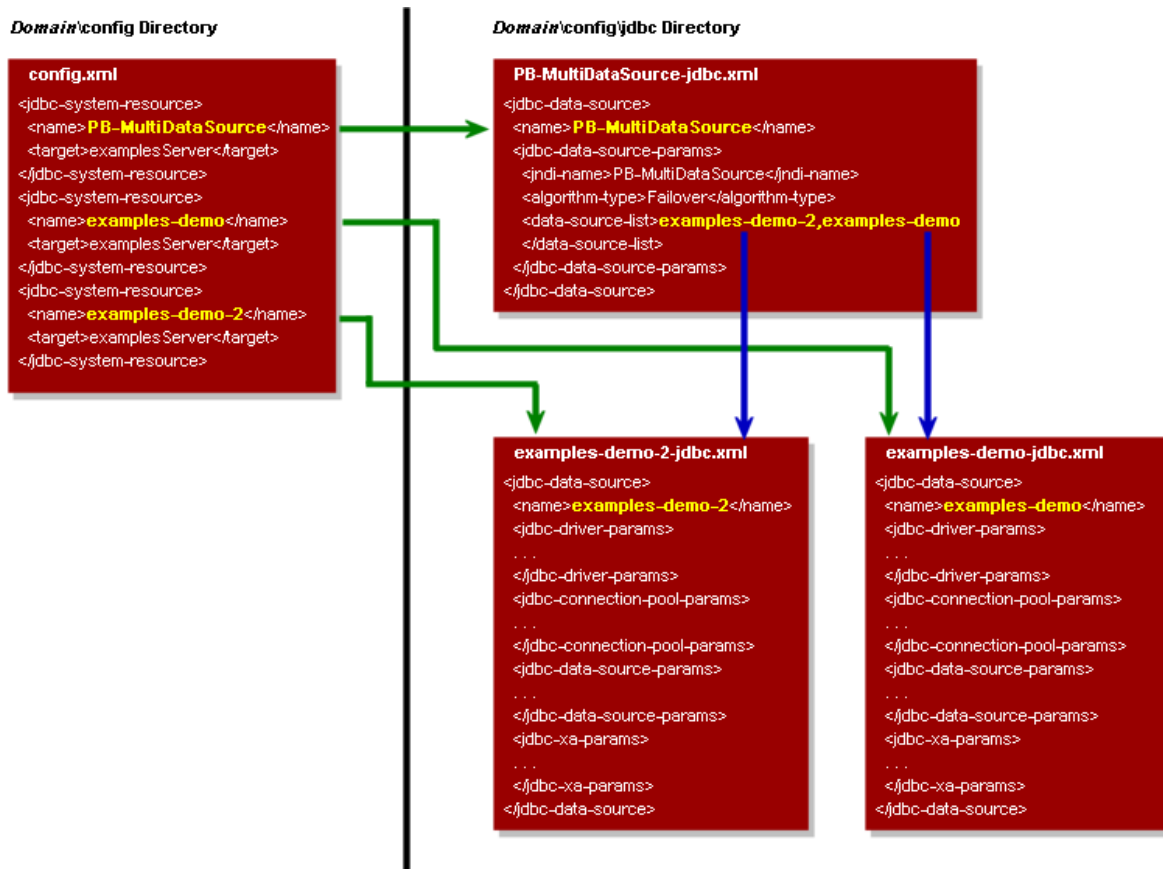 Domain\config Directory
config.xml
<jdbc-system-resource>
<name>PB-MultiDataSource</name>
<target>examplesServer</target>
</jdbc-system-resource>
<jdbc-system-resource>
<name>examples-demo</name>
<target>examplesServer</target>
</jdbc-system-resource>
<jdbc-system-resource>
<name>examples-demo-2</name>
<target>examplesServer</target>
</jdbc-system-resource>
Domain\config\jdbc Directory
PB-MultiDataSource-jdbc.xml
<jdbc-data-source>
<name>PB-MultiDataSource</name>
<jdbc-data-source-params>
<jndi-name>PB-MultiDataSource</jndi-name>
<algorithm-type>Failover</algorithm-type>
<data-source-list>examples-demo-2,examples-demo
</data-source-list>
</jdbc-data-source-params>
</jdbc-data-source>
examples-demo-2-jdbc.xml
<jdbc-data-source>
<name>examples-demo-2</name>
<jdbc-driver-params>
. . .
</jdbc-driver-params>
<jdbc-connection-pool-params>
. . .
</jdbc-connection-pool-params>
<jdbc-data-source-params>
. . .
</jdbc-data-source-params>
<jdbc-xa-params>
. . .
</jdbc-xa-params>
</jdbc-data-source>
examples-demo-jdbc.xml
<jdbc-data-source>
<name>examples-demo</name>
<jdbc-driver-params>
. . .
</jdbc-driver-params>
<jdbc-connection-pool-params>
. . .
</jdbc-connection-pool-params>
<jdbc-data-source-params>
. . .
</jdbc-data-source-params>
<jdbc-xa-params>
. . .
</jdbc-xa-params>
</jdbc-data-source>